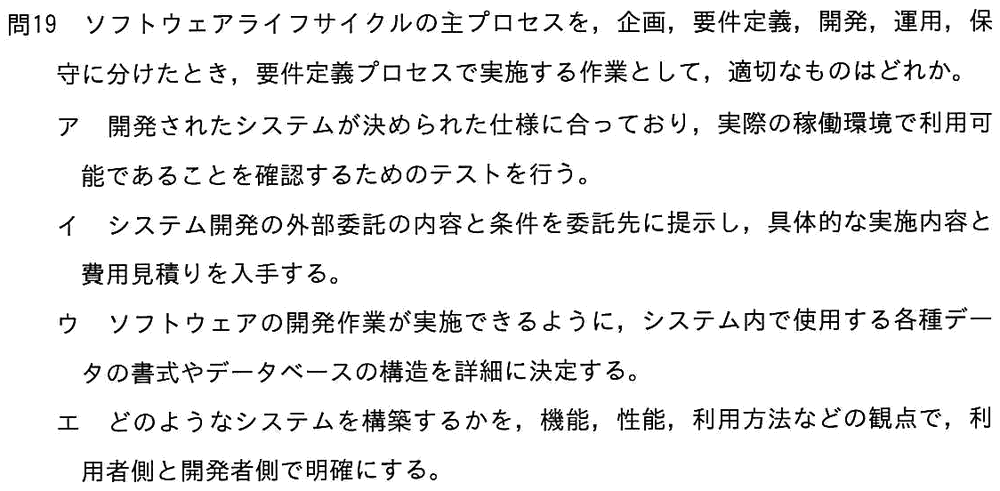 問19 ソフトウェアライフサイクルの主プロセスを，企画，要件定義，開発，運用，保
守に分けたとき，要件定義プロセスで実施する作業として，適切なものはどれか。
ア 開発されたシステムが決められた仕様に合っており，実際の稼働環境で利用可
能であることを確認するためのテストを行う。
イ システム開発の外部委託の内容と条件を委託先に提示し，具体的な実施内容と
費用見積りを入手する。
ウ ソフトウェアの開発作業が実施できるように，システム内で使用する各種デー
タの書式やデータベースの構造を詳細に決定する。
エ どのようなシステムを構築するかを，機能，性能，利用方法などの観点で，利
用者側と開発者側で明確にする。